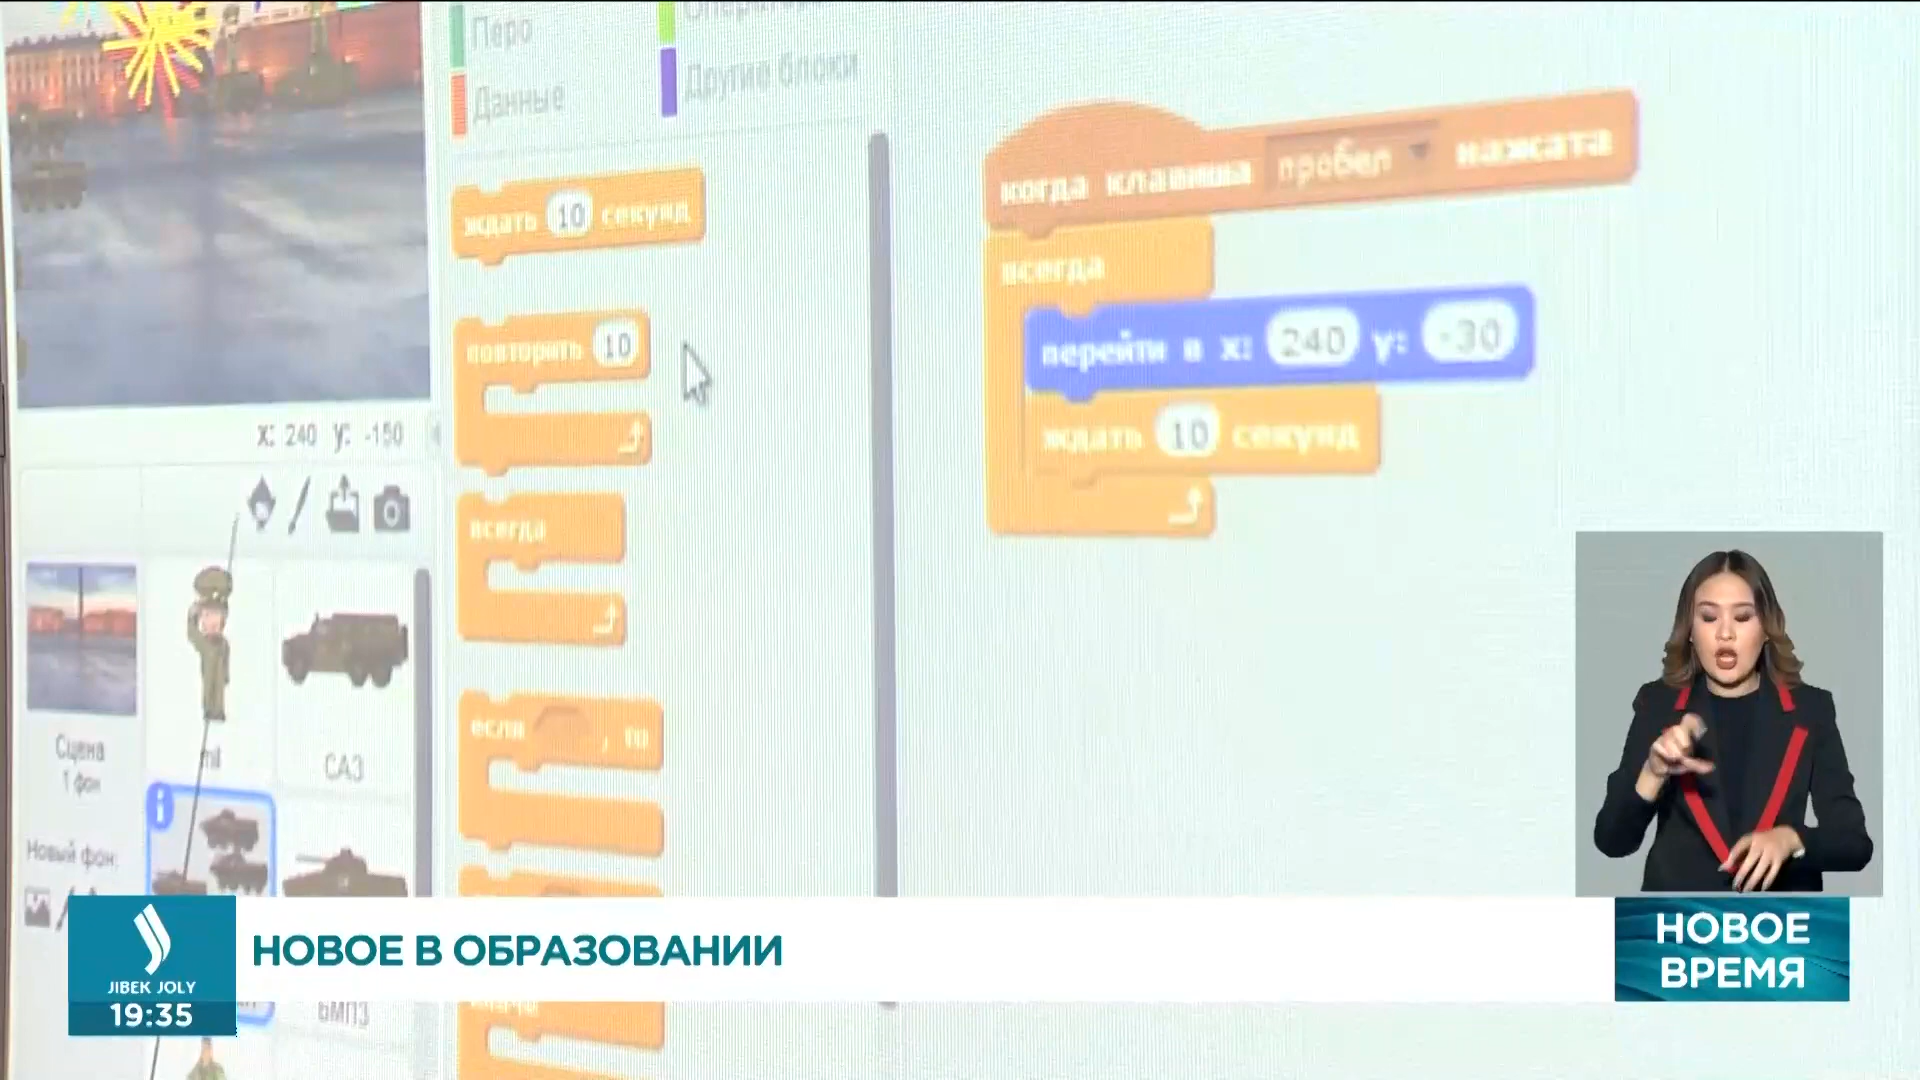 Перо
Данные
Другие блоки
ждать 10 секунд
повторить 10
всегда
если , то
когда клавиша пробел нажата
всегда
перейти в x: 240 y: -30
ждать 10 секунд
x: 240 y: -150
Сцена
1 фон
mil
СА3
Новый фон:
БМП3
JIBEK JOLY
19:35
НОВОЕ В ОБРАЗОВАНИИ
НОВОЕ
ВРЕМЯ